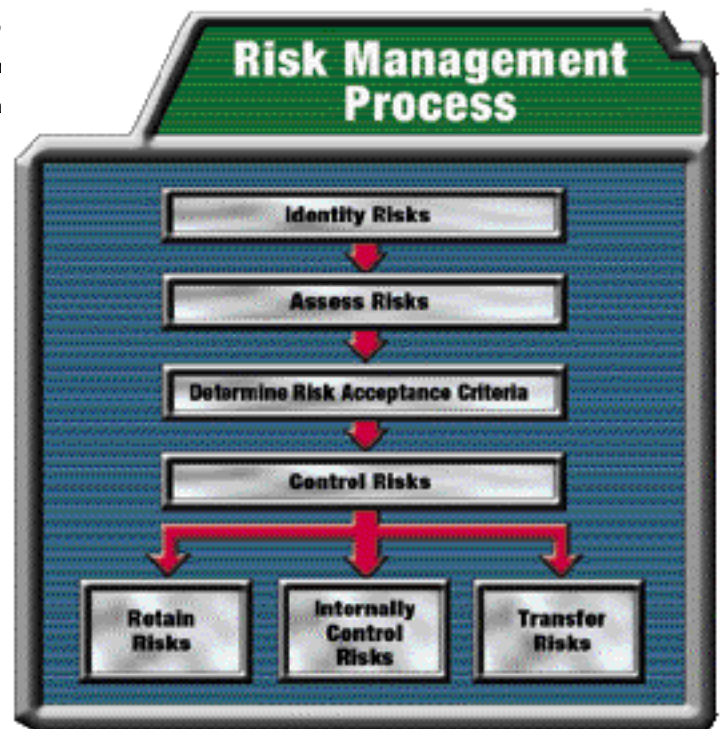 Risk Management
Process
Identity Risks
Assess Risks
Determine Risk Acceptance Criteria
Control Risks
Retain
Risks
Internally
Control
Risks
Transfer
Risks